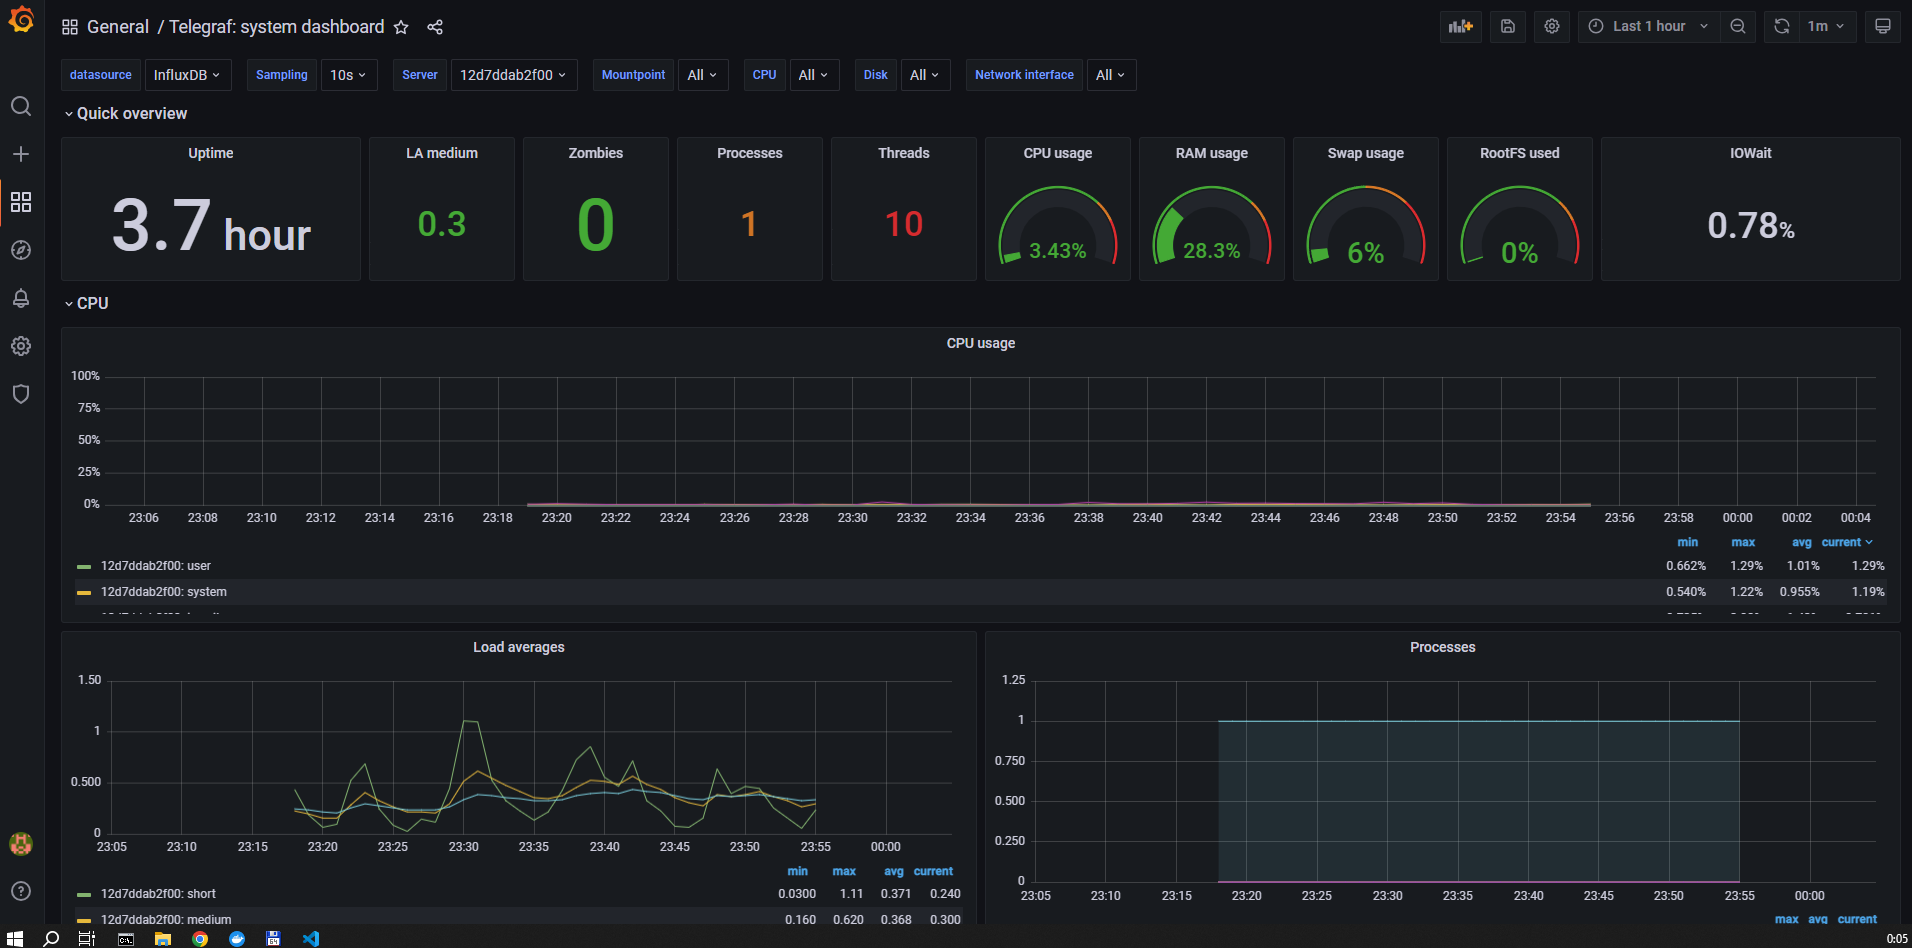 General / Telegraf: system dashboard
Last 1 hour
1m
datasource InfluxDB Sampling 10s Server 12d7ddab2f00 Mountpoint All CPU All Disk All Network interface All
Quick overview
Uptime
3.7 hour
LA medium
0.3
Zombies
0
Processes
1
Threads
10
CPU usage
3.43%
RAM usage
28.3%
Swap usage
6%
RootFS used
0%
IOWait
0.78%
CPU
CPU usage
100%
75%
50%
25%
0%
23:06 23:08 23:10 23:12 23:14 23:16 23:18 23:20 23:22 23:24 23:26 23:28 23:30 23:32 23:34 23:36 23:38 23:40 23:42 23:44 23:46 23:48 23:50 23:52 23:54 23:56 23:58 00:00 00:02 00:04
min max avg current
12d7ddab2f00: user 0.662% 1.29% 1.01% 1.29%
12d7ddab2f00: system 0.540% 1.22% 0.955% 1.19%
Load averages
1.50
1
0.500
0
23:05 23:10 23:15 23:20 23:25 23:30 23:35 23:40 23:45 23:50 23:55 00:00
min max avg current
12d7ddab2f00: short 0.0300 1.11 0.371 0.240
12d7ddab2f00: medium 0.160 0.620 0.368 0.300
Processes
1.25
1
0.750
0.500
0.250
0
23:05 23:10 23:15 23:20 23:25 23:30 23:35 23:40 23:45 23:50 23:55 00:00
max avg current
0:05